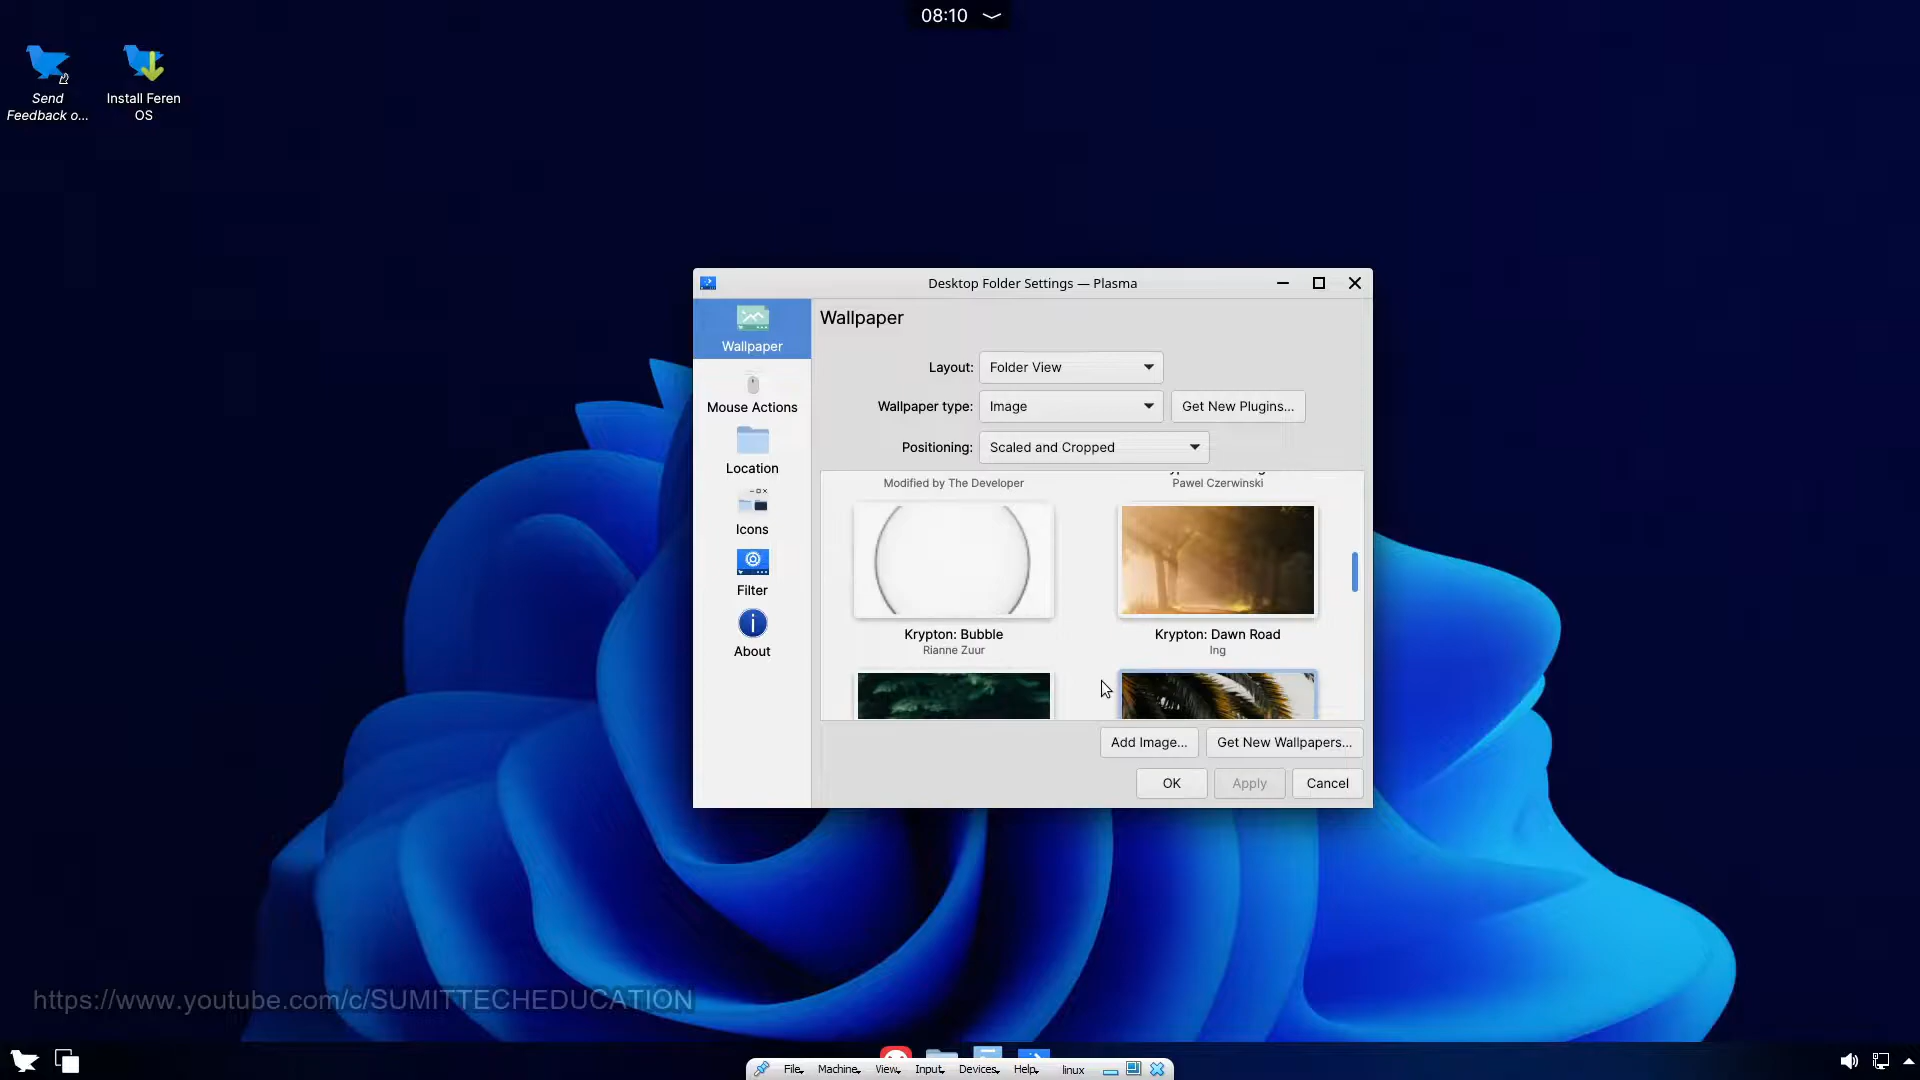 08:10
Send
Feedback o...
Install Feren
OS
Desktop Folder Settings — Plasma
Wallpaper
Mouse Actions
Location
Icons
Filter
About
Wallpaper
Layout:
Folder View
Wallpaper type:
Image
Get New Plugins...
Positioning:
Scaled and Cropped
Modified by The Developer
Pawel Czerwinski
Krypton: Bubble
Rianne Zuur
Krypton: Dawn Road
Ing
Add Image...
Get New Wallpapers...
OK
Apply
Cancel
https://www.youtube.com/c/SUMITTECHEDUCATION
File
Machine
View
Input
Devices
Help
linux